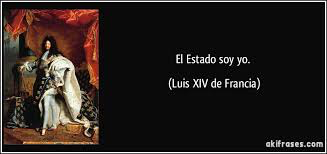 El Estado soy yo.
(Luis XIV de Francia)
akifrases.com